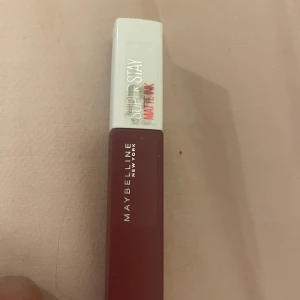 SUPER STAY
MATTE INK
MAYBELLINE
NEW YORK